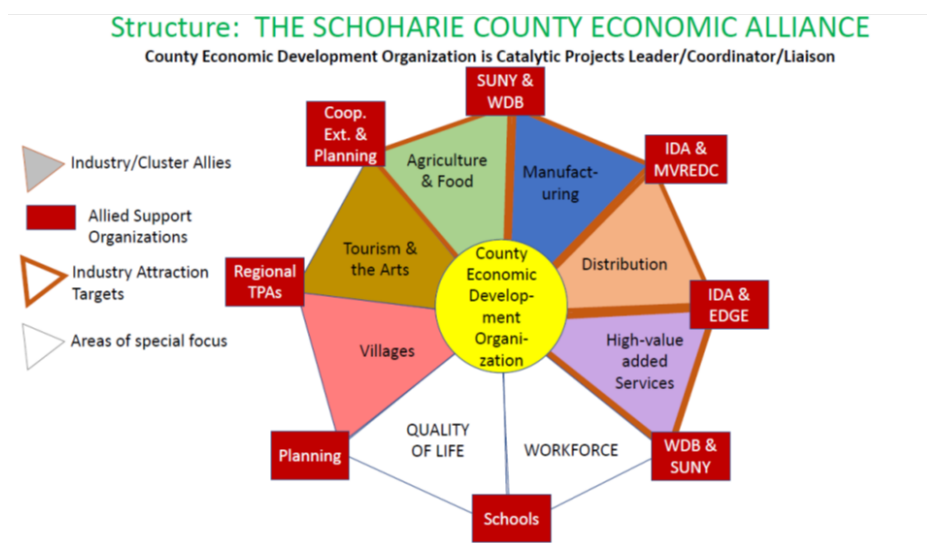 Structure: THE SCHOHARIE COUNTY ECONOMIC ALLIANCE
County Economic Development Organization is Catalytic Projects Leader/Coordinator/Liaison
SUNY &
WDB
Coop.
Ext. &
Planning
IDA &
MVREDC
Industry/Cluster Allies
Agriculture
& Food
Manufact-
uring
Allied Support
Organizations
Tourism &
the Arts
County
Economic
Develop-
ment
Organi-
zation
Distribution
Industry Attraction
Targets
Regional
TPAs
IDA &
EDGE
Areas of special focus
Villages
High-value
added
Services
QUALITY
OF LIFE
WORKFORCE
Planning
WDB &
SUNY
Schools